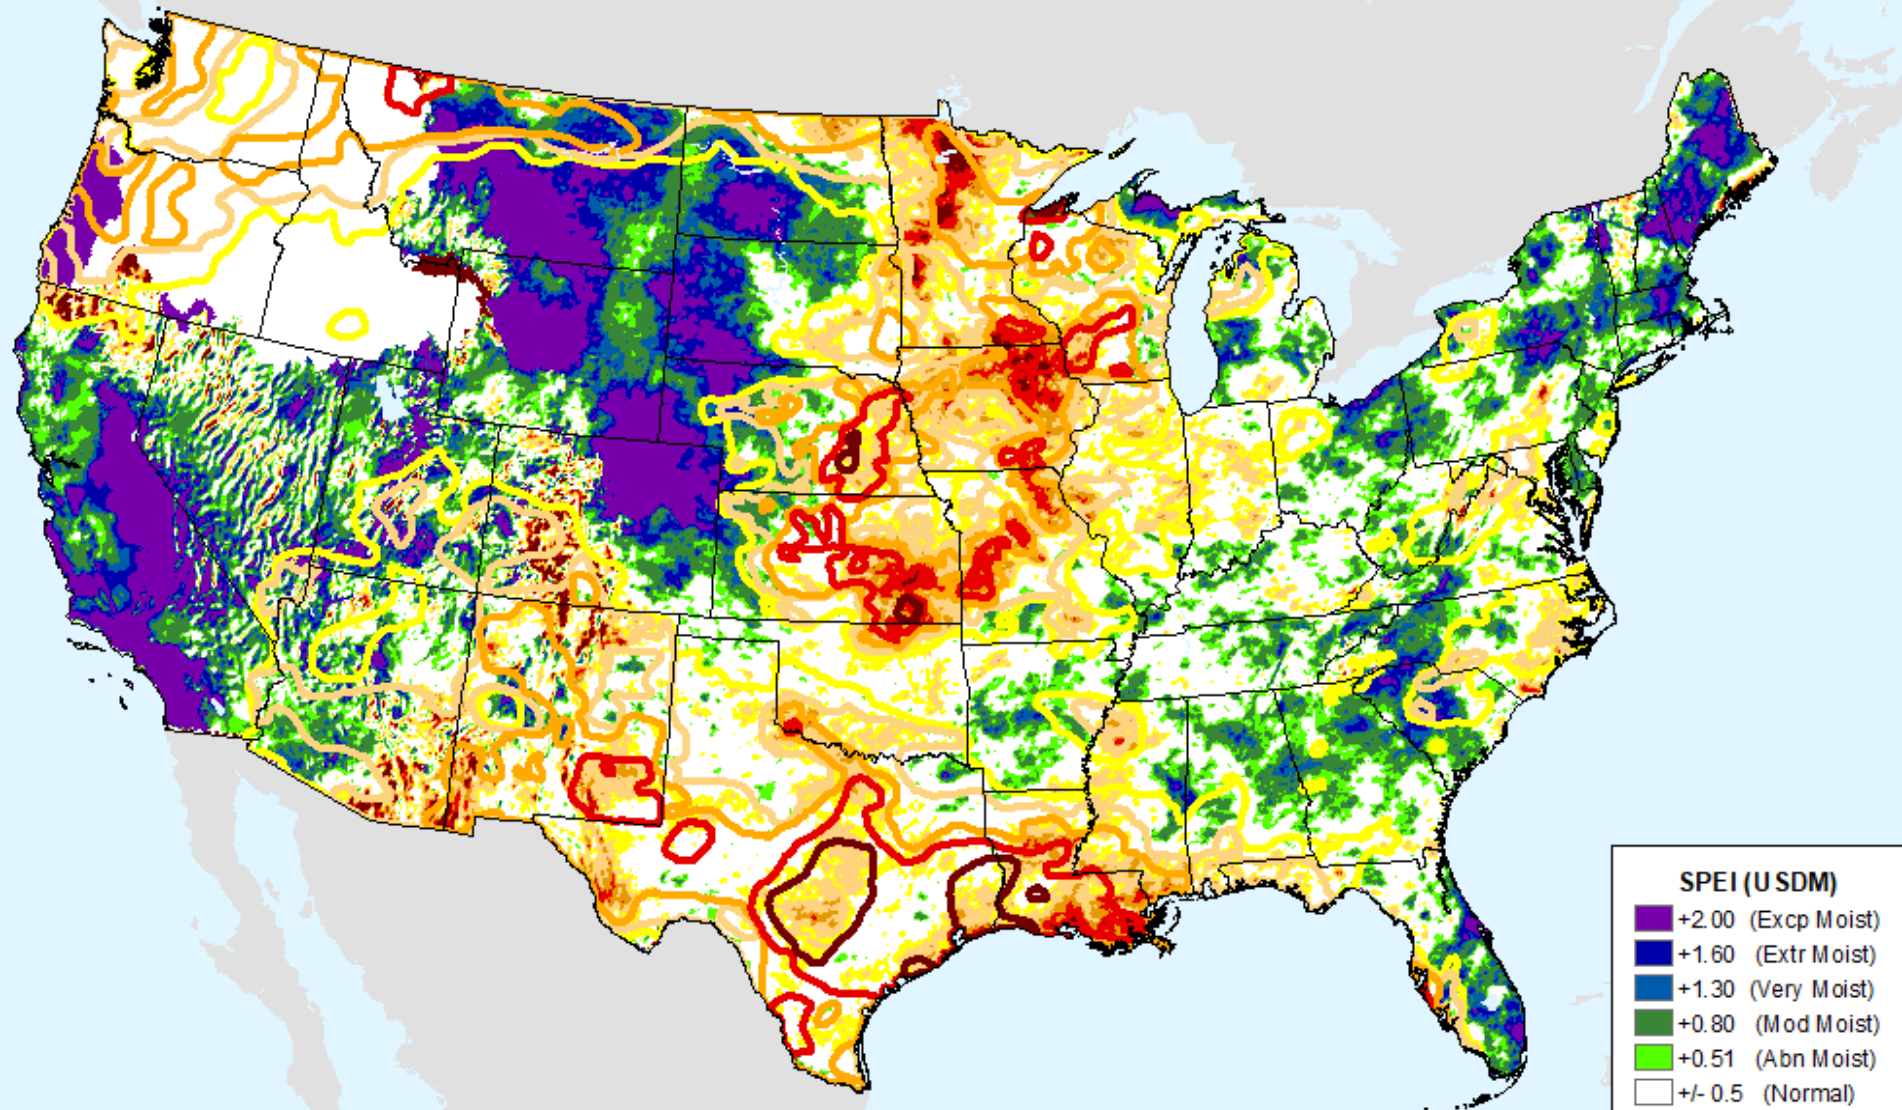 SPEI (USDM)
+2.00 (Excp Moist)
+1.60 (Extr Moist)
+1.30 (Very Moist)
+0.80 (Mod Moist)
+0.51 (Abn Moist)
+/- 0.5 (Normal)